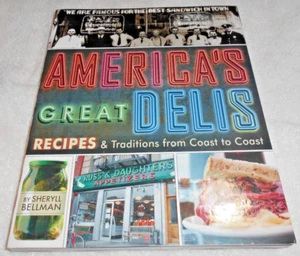 WE ARE FAMOUS FOR THE BEST SANDWICH IN TOWN
AMERICA'S
GREAT DELIS
RECIPES & Traditions from Coast to Coast
BY SHERYLL
BELLMAN
RUSS & DAUGHTERS
APPETIZERS